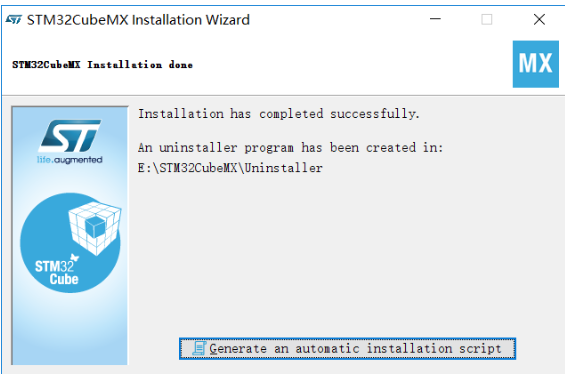 STM32CubeMX Installation Wizard
STM32CubeMX Installation done
MX
Installation has completed successfully.
An uninstaller program has been created in:
E:\STM32CubeMX\Uninstaller
ST
life.augmented
STM32
Cube
Generate an automatic installation script